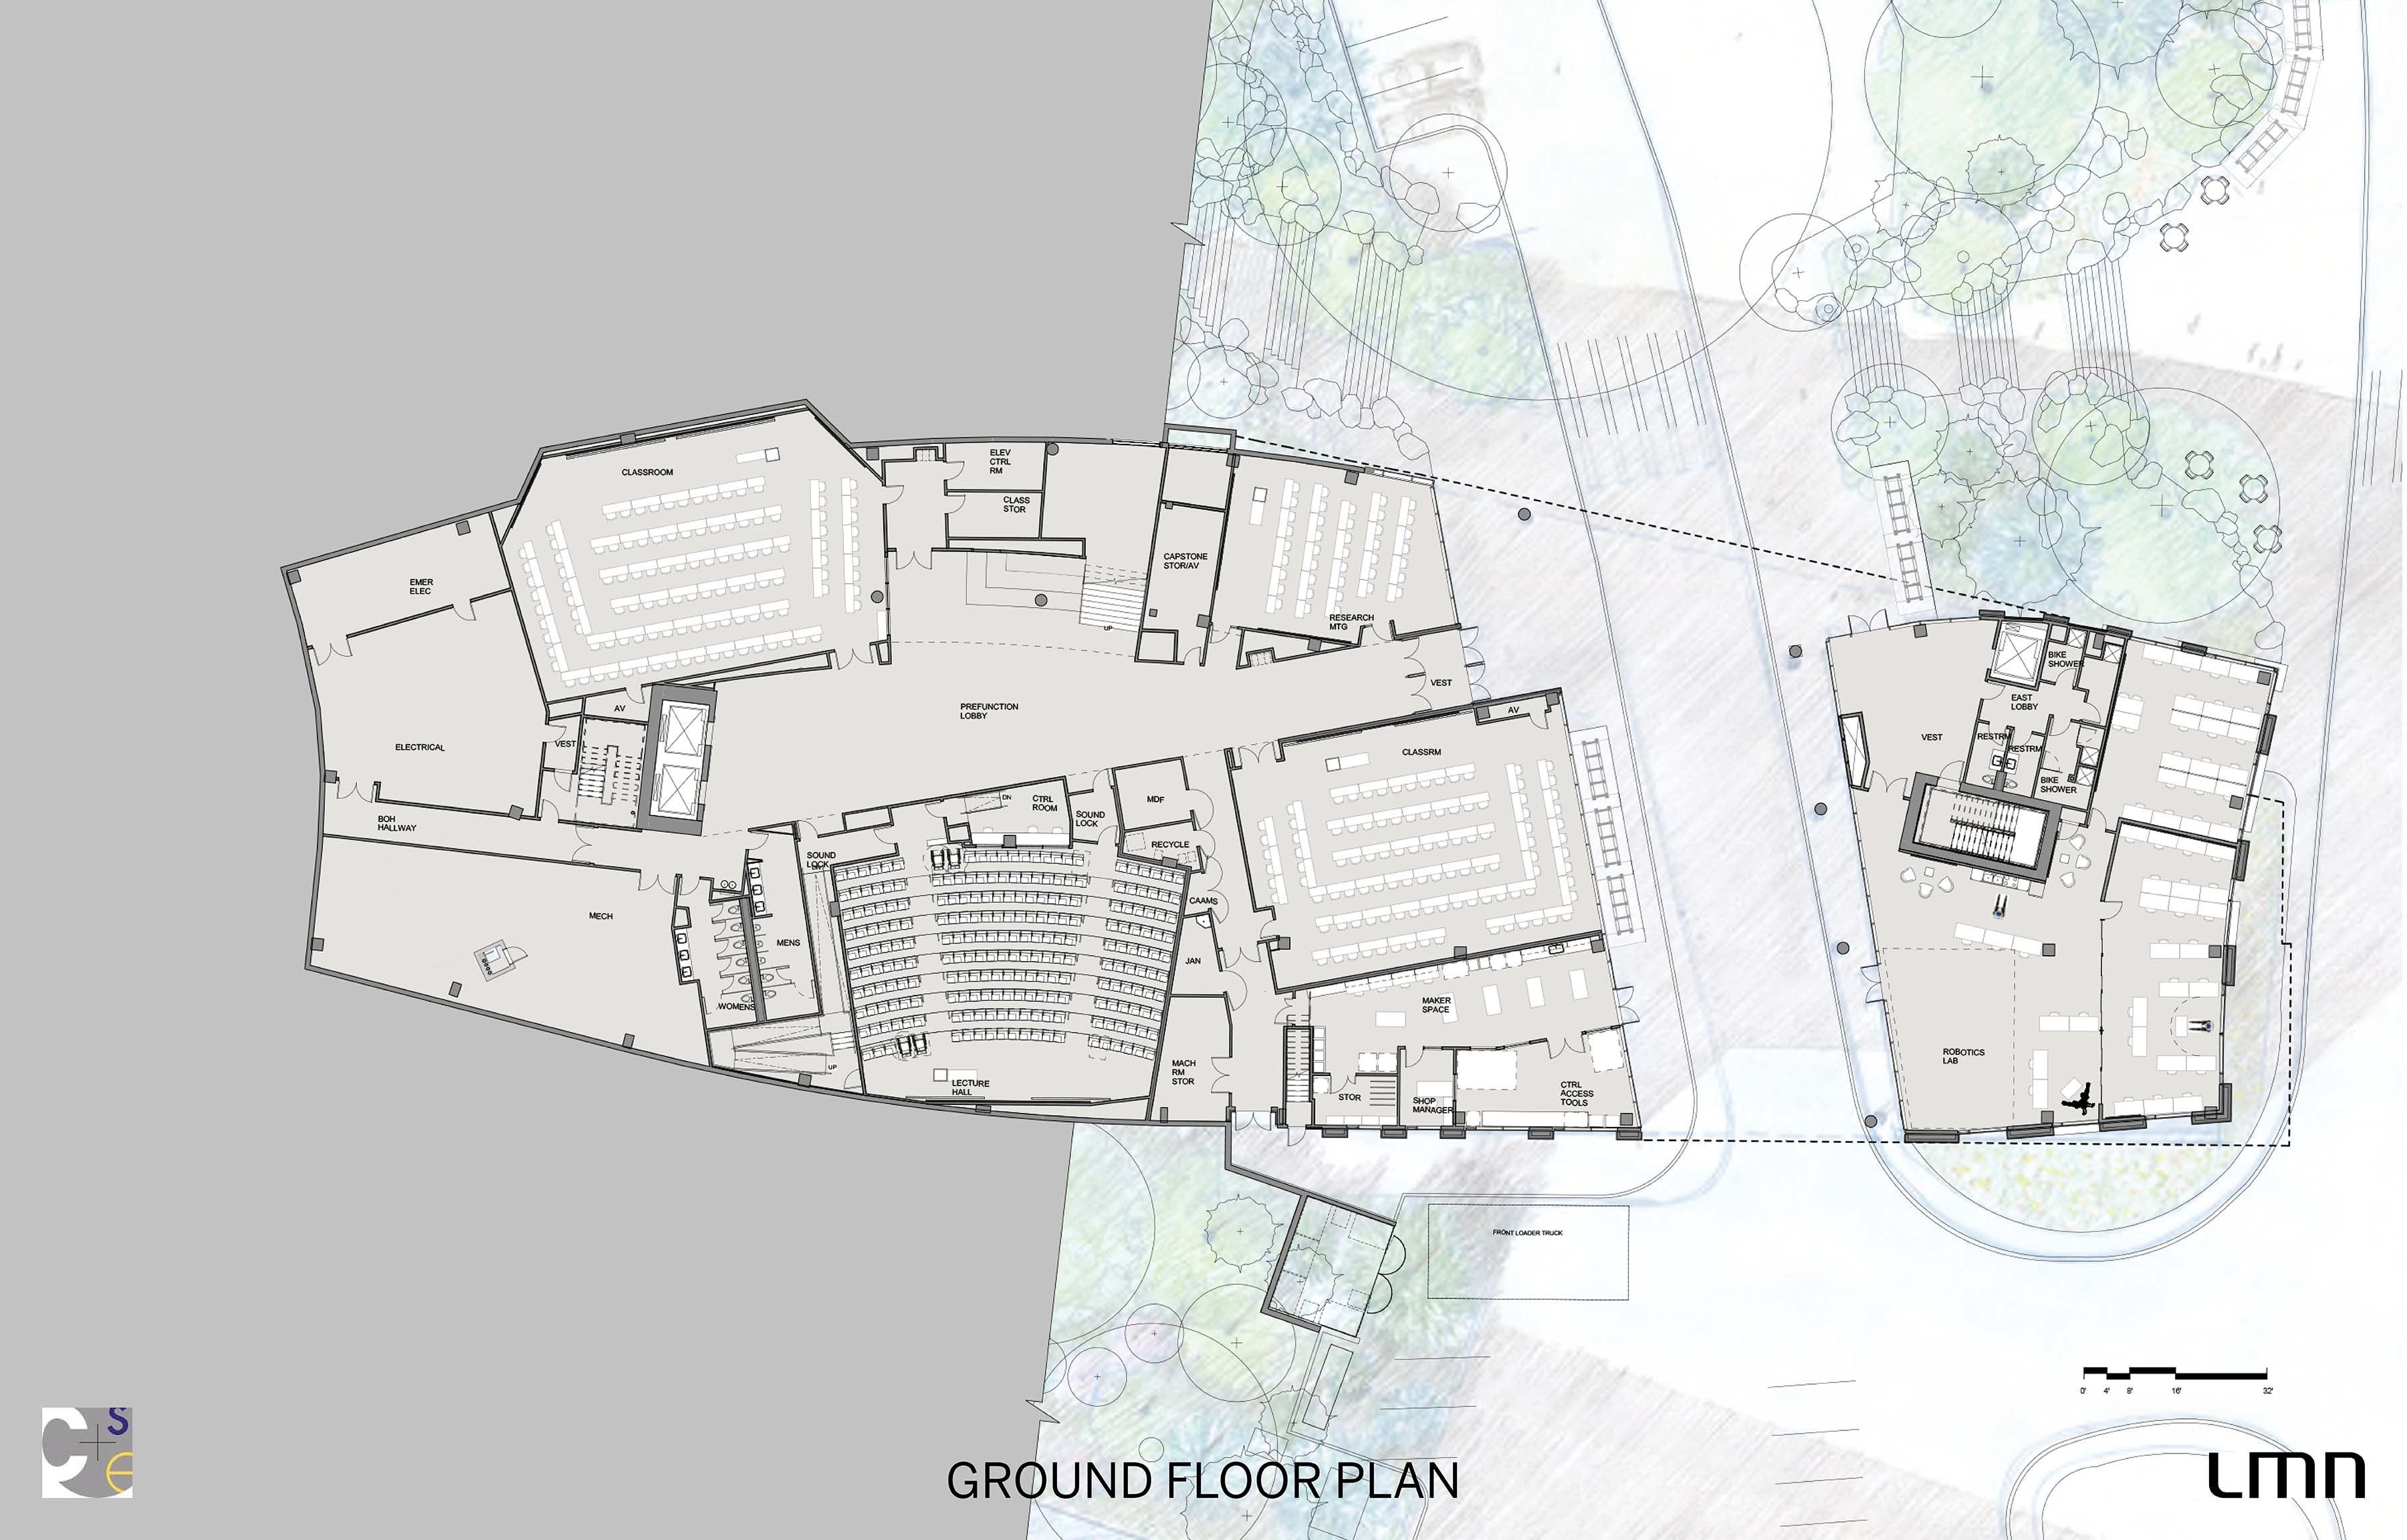 ELEV
CTRL
RM
CLASSROOM
CLASS
STOR
CAPSTONE
STOR/AV
EMER
ELEC
RESEARCH
MTG
UP
BIKE
SHOWER
VEST
EAST
LOBBY
AV
PREFUNCTION
LOBBY
AV
VEST
RESTRM
RESTRM
ELECTRICAL
VEST
CLASSRM
BIKE
SHOWER
DN
CTRL
ROOM
MDF
SOUND
LOCK
BOH
HALLWAY
RECYCLE
SOUND
LOCK
CAAMS
MECH
MENS
JAN
WOMENS
MAKER
SPACE
ROBOTICS
LAB
UP
LECTURE
HALL
MACH
RM
STOR
STOR
SHOP
MANAGER
CTRL
ACCESS
TOOLS
FRONT LOADER TRUCK
0' 4' 8' 16' 32'
C+S
e
GROUND FLOOR PLAN
LMN